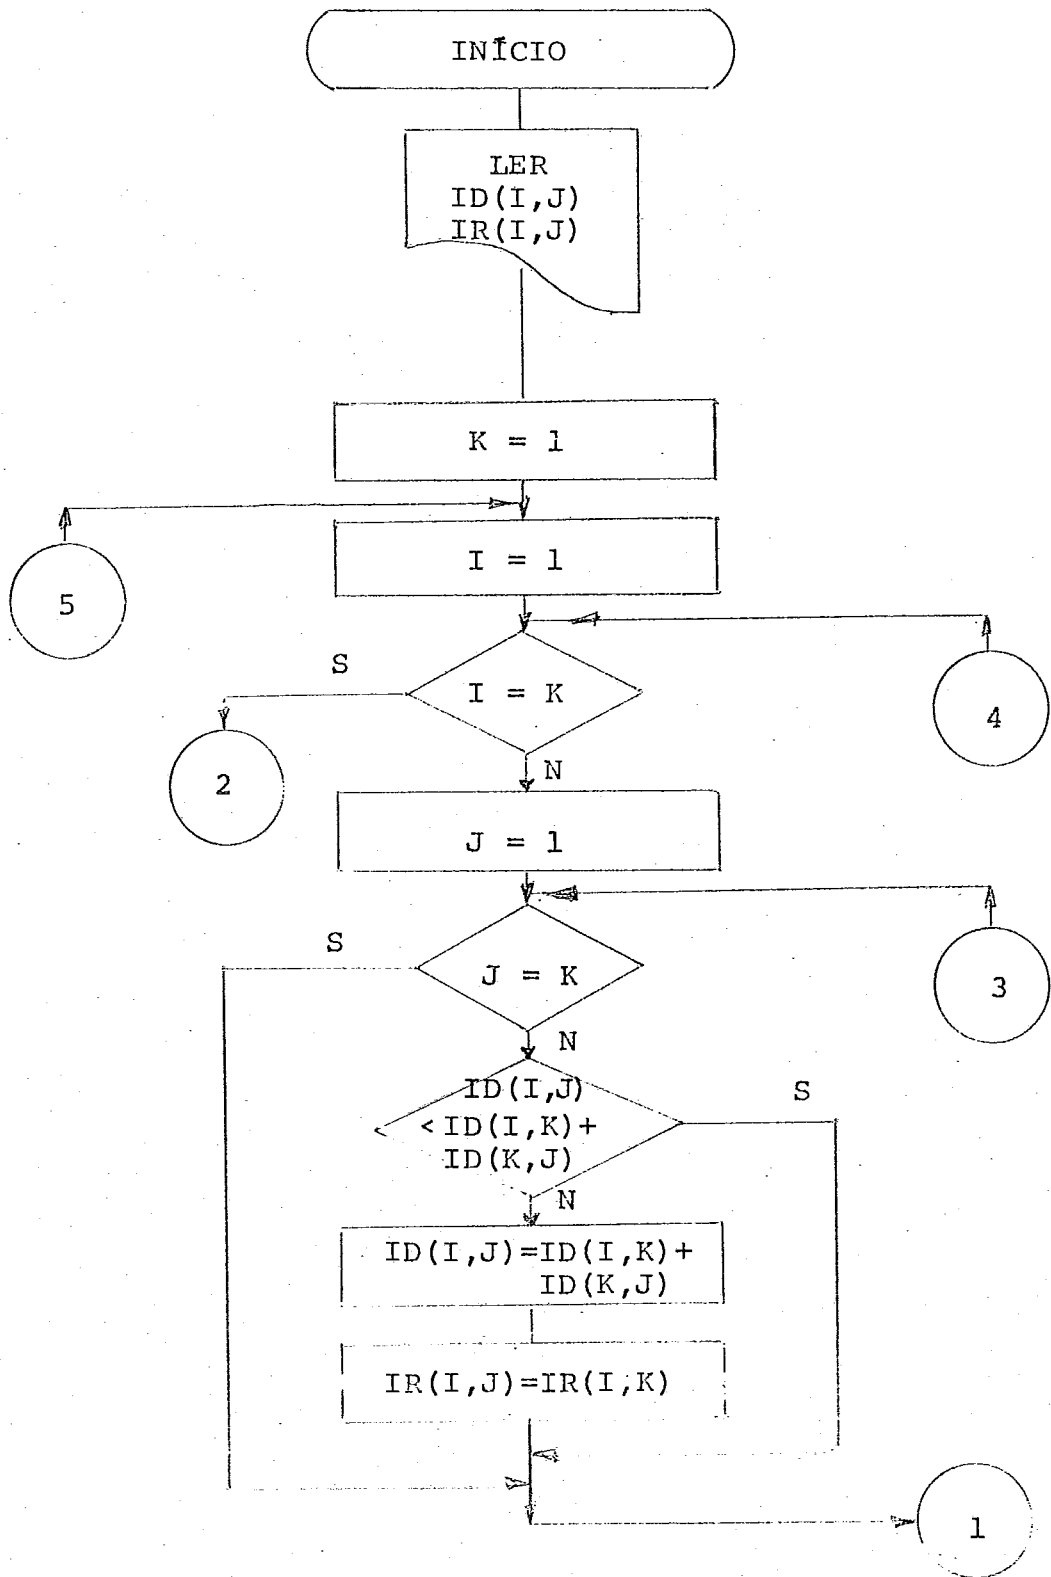 INÍCIO
LER
ID(I,J)
IR(I,J)
K = 1
I = 1
5
S
I = K
4
2
N
J = 1
S
J = K
3
N
ID(I,J)
< ID(I,K)+
ID(K,J)
S
N
ID(I,J)=ID(I,K)+
ID(K,J)
IR(I,J)=IR(I,K)
1